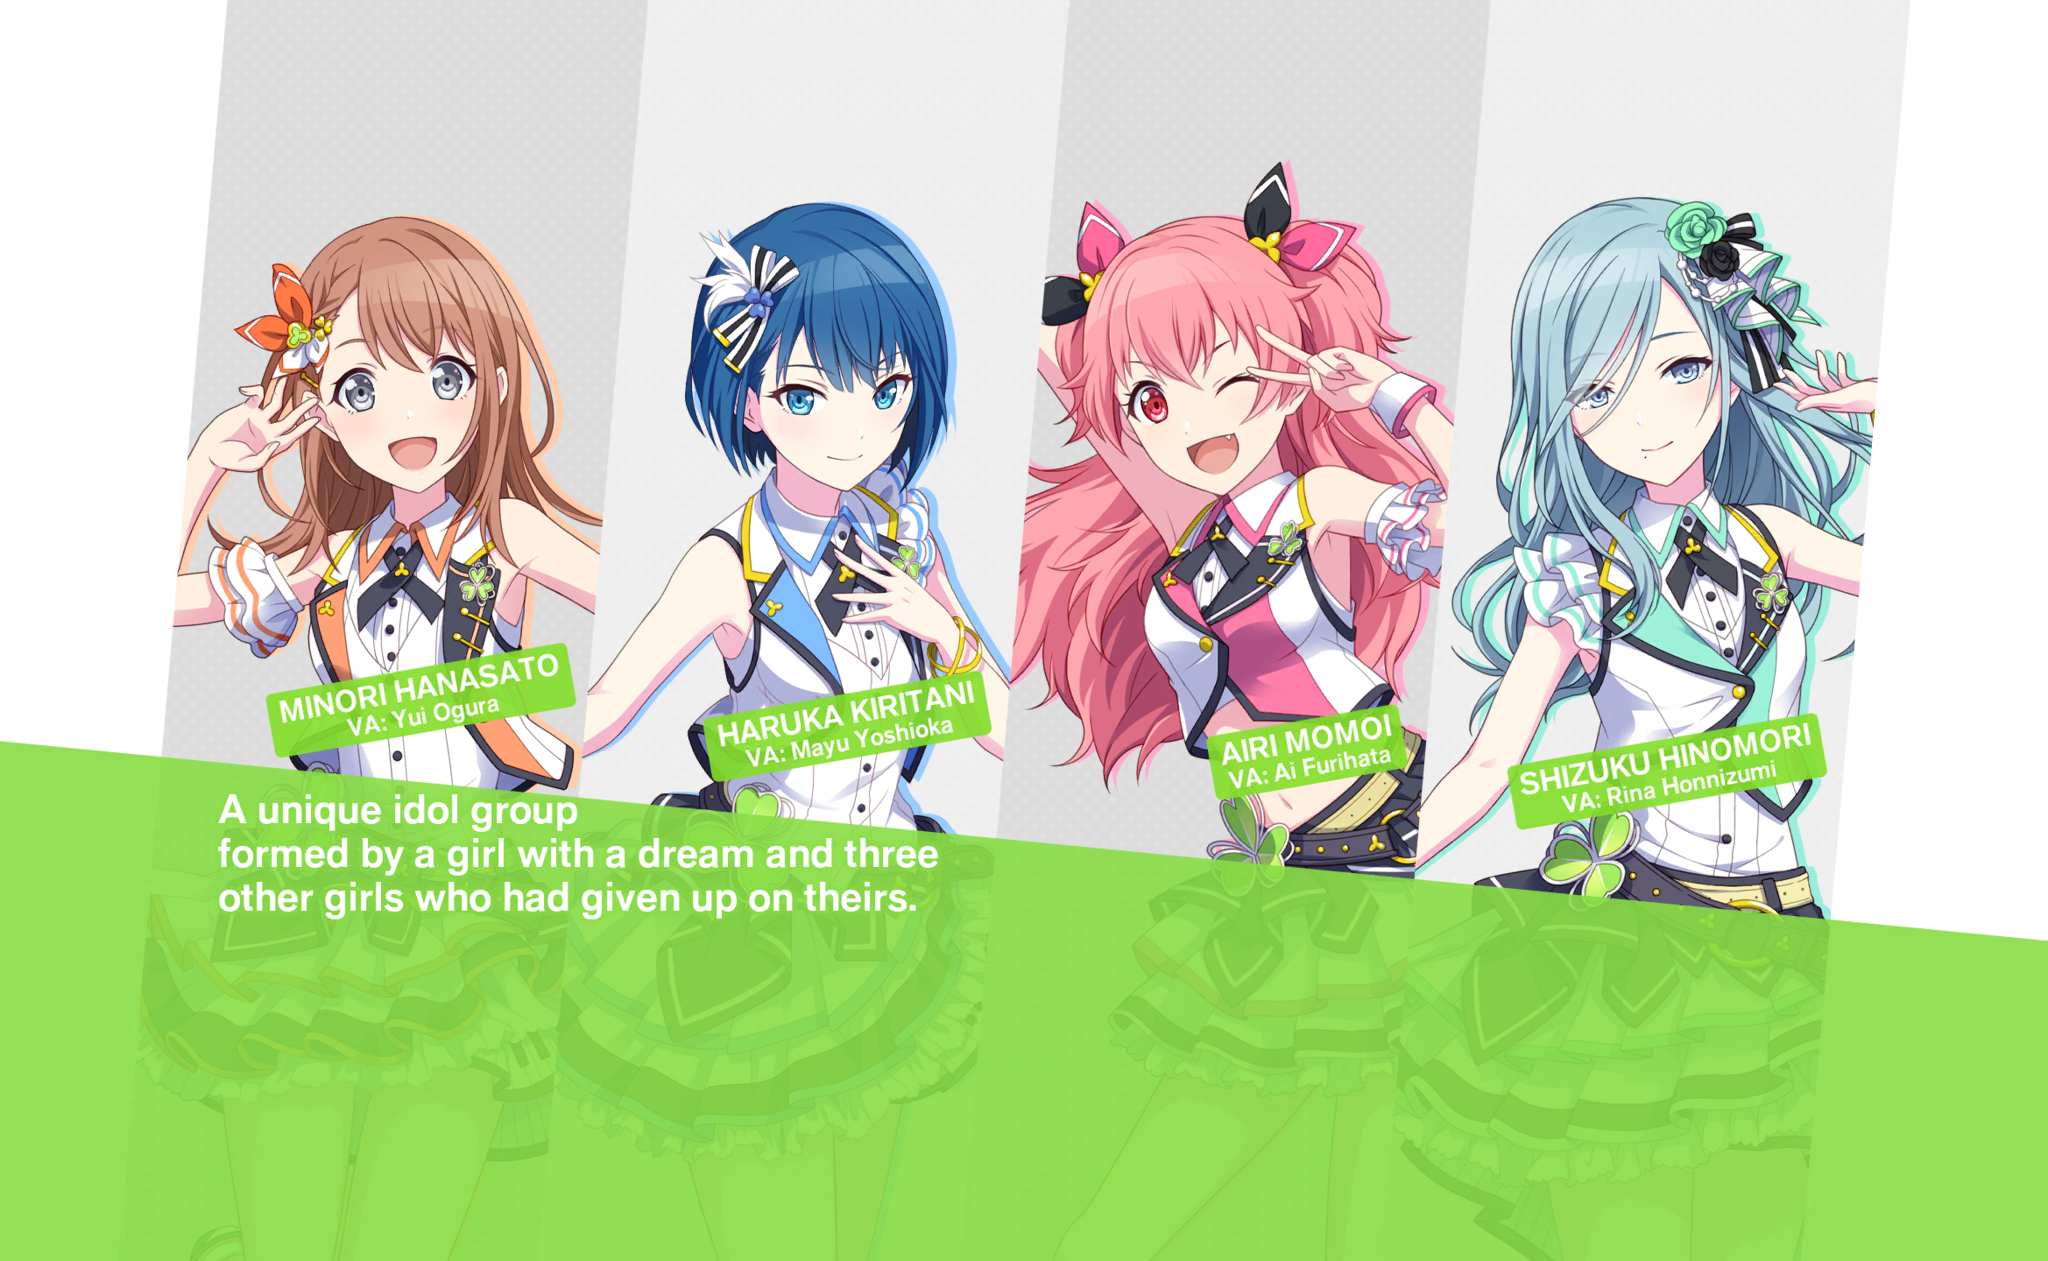 MINORI HANASATO
VA: Yui Ogura
HARUKA KIRITANI
VA: Mayu Yoshioka
AIRI MOMOI
VA: Ai Furihata
SHIZUKU HINOMORI
VA: Rina Honnizumi
A unique idol group
formed by a girl with a dream and three
other girls who had given up on theirs.